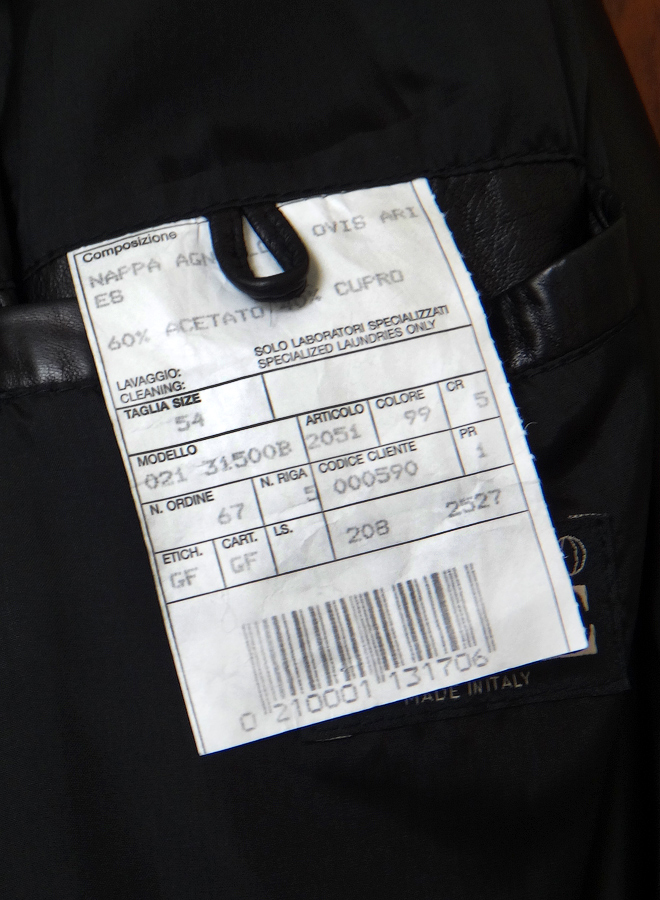 Composizione
NAPPA AGN OVIS ARI
ES
60% ACETATO/40% CUPRO
LAVAGGIO: SOLO LABORATORI SPECIALIZZATI
CLEANING: SPECIALIZED LAUNDRIES ONLY
TAGLIA SIZE
54
MODELLO ARTICOLO COLORE CR
021 31500B 2051 99 5
N. ORDINE N. RIGA CODICE CLIENTE PR
67 5 000590 1
ETICH. CART. LS.
GF GF 208 2527
0 210001 131706
MADE IN ITALY